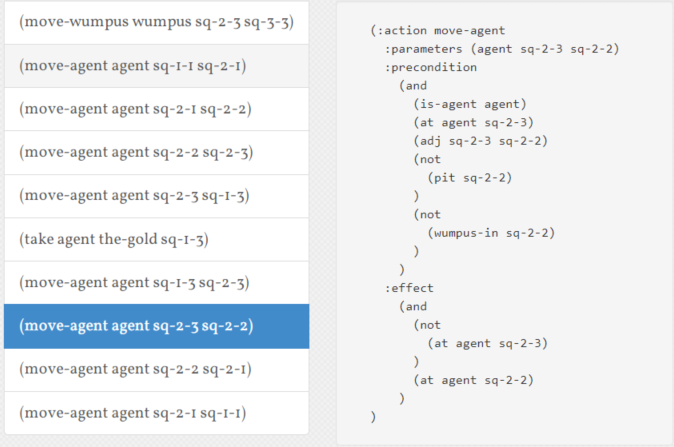 (move-wumpus wumpus sq-2-3 sq-3-3)
(move-agent agent sq-1-1 sq-2-1)
(move-agent agent sq-2-1 sq-2-2)
(move-agent agent sq-2-2 sq-2-3)
(move-agent agent sq-2-3 sq-1-3)
(take agent the-gold sq-1-3)
(move-agent agent sq-1-3 sq-2-3)
(move-agent agent sq-2-3 sq-2-2)
(move-agent agent sq-2-2 sq-2-1)
(move-agent agent sq-2-1 sq-1-1)
(:action move-agent
  :parameters (agent sq-2-3 sq-2-2)
  :precondition
    (and
      (is-agent agent)
      (at agent sq-2-3)
      (adj sq-2-3 sq-2-2)
      (not
        (pit sq-2-2)
      )
      (not
        (wumpus-in sq-2-2)
      )
    )
  :effect
    (and
      (not
        (at agent sq-2-3)
      )
      (at agent sq-2-2)
    )
)